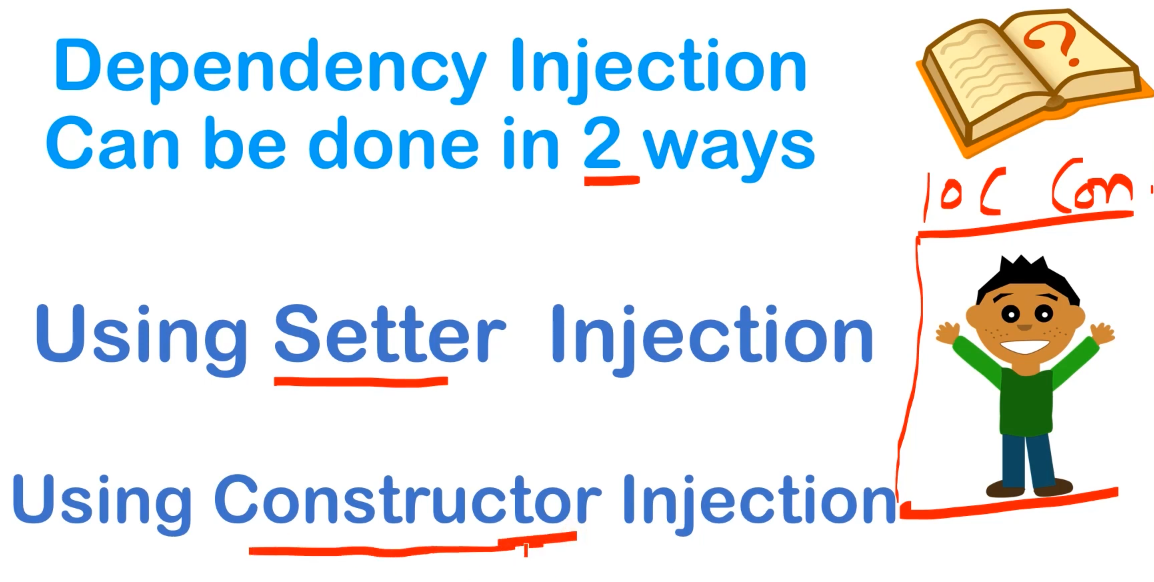 Dependency Injection
Can be done in 2 ways
?
IOC Con.
Using Setter Injection
Using Constructor Injection